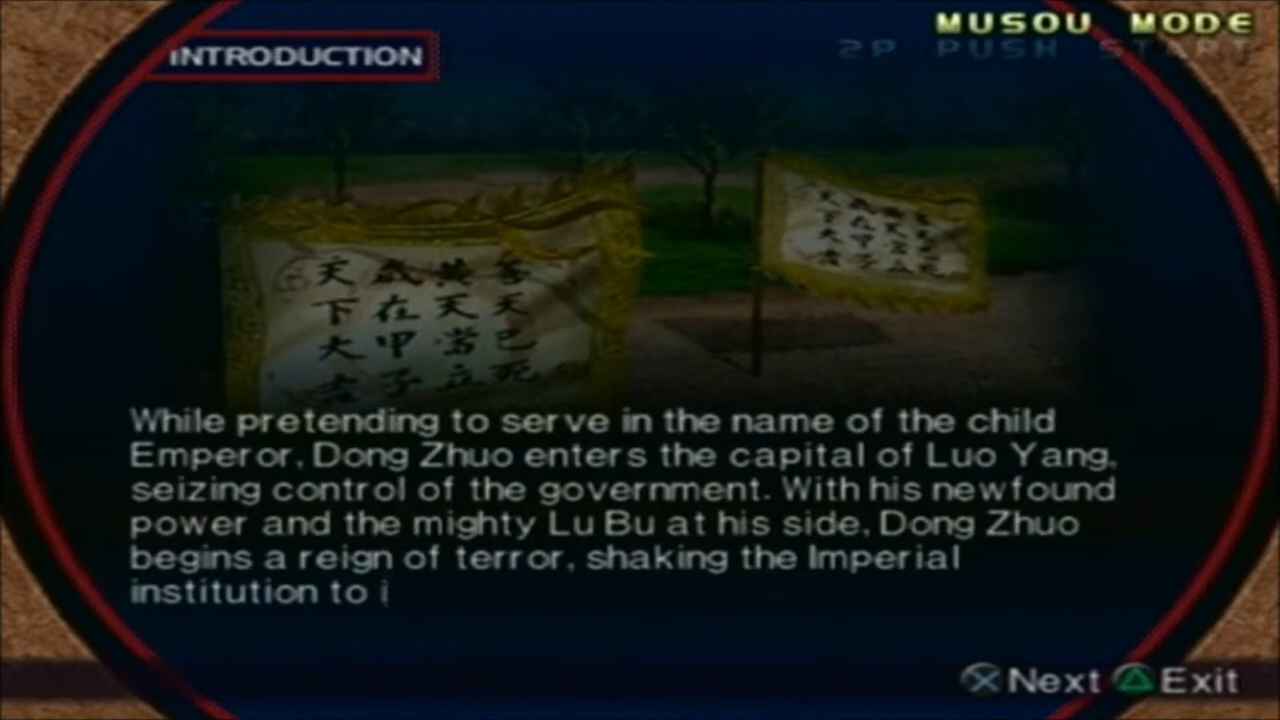 MUSOU MODE
2P PUSH START
INTRODUCTION
蒼天已死
黃天當立
歲在甲子
天下大吉
While pretending to serve in the name of the child
Emperor, Dong Zhuo enters the capital of Luo Yang,
seizing control of the government. With his newfound
power and the mighty Lu Bu at his side, Dong Zhuo
begins a reign of terror, shaking the Imperial
institution to i
Next
Exit